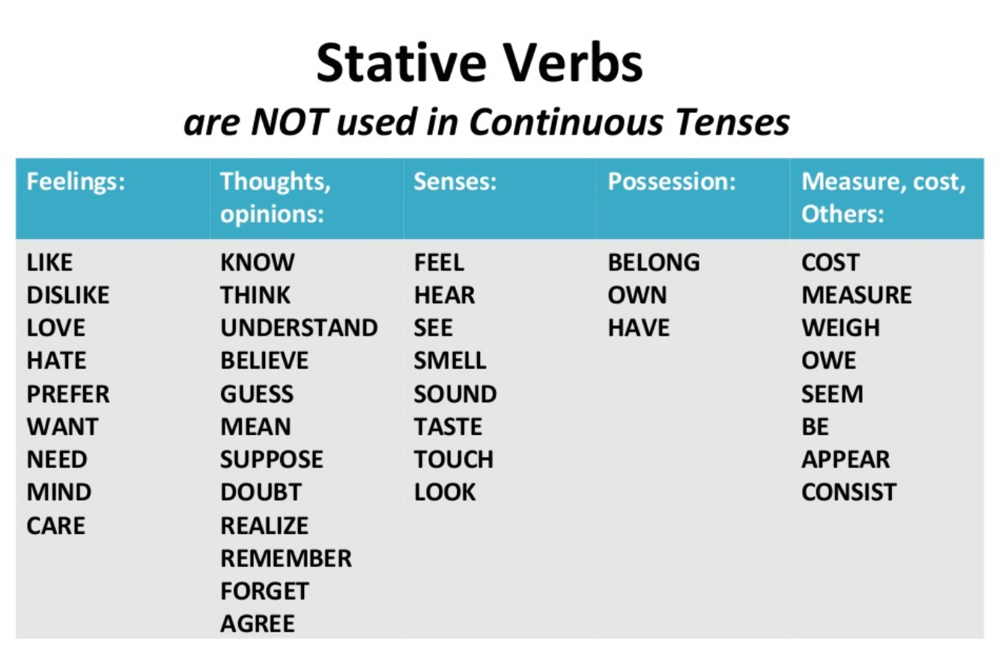 Stative Verbs
are NOT used in Continuous Tenses
Feelings:
LIKE
DISLIKE
LOVE
HATE
PREFER
WANT
NEED
MIND
CARE
Thoughts,
opinions:
KNOW
THINK
UNDERSTAND
BELIEVE
GUESS
MEAN
SUPPOSE
DOUBT
REALIZE
REMEMBER
FORGET
AGREE
Senses:
FEEL
HEAR
SEE
SMELL
SOUND
TASTE
TOUCH
LOOK
Possession:
BELONG
OWN
HAVE
Measure, cost,
Others:
COST
MEASURE
WEIGH
OWE
SEEM
BE
APPEAR
CONSIST